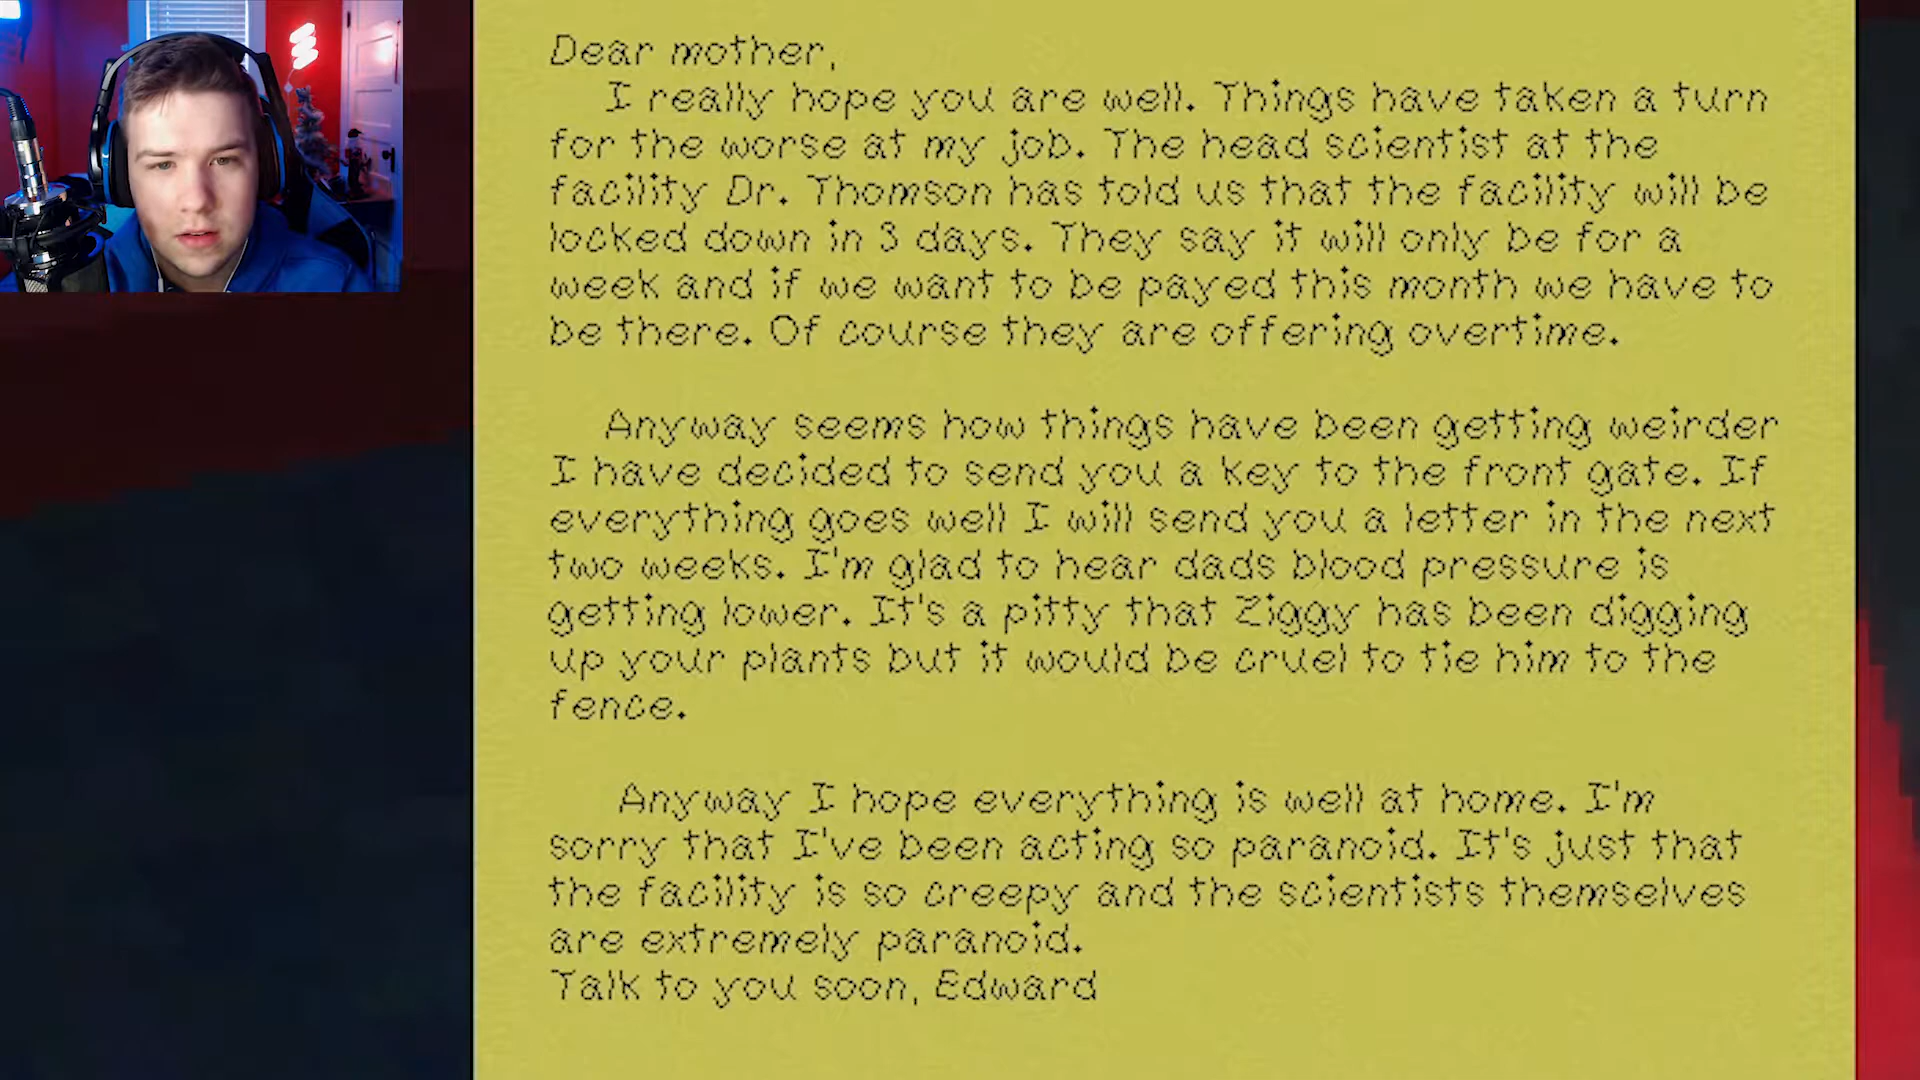 Dear mother,
I really hope you are well. Things have taken a turn
for the worse at my job. The head scientist at the
facility Dr. Thomson has told us that the facility will be
locked down in 3 days. They say it will only be for a
week and if we want to be payed this month we have to
be there. Of course they are offering overtime.
Anyway seems how things have been getting weirder
I have decided to send you a key to the front gate. If
everything goes well I will send you a letter in the next
two weeks. I'm glad to hear dads blood pressure is
getting lower. It's a pitty that Ziggy has been digging
up your plants but it would be cruel to tie him to the
fence.
Anyway I hope everything is well at home. I'm
sorry that I've been acting so paranoid. It's just that
the facility is so creepy and the scientists themselves
are extremely paranoid.
Talk to you soon, Edward